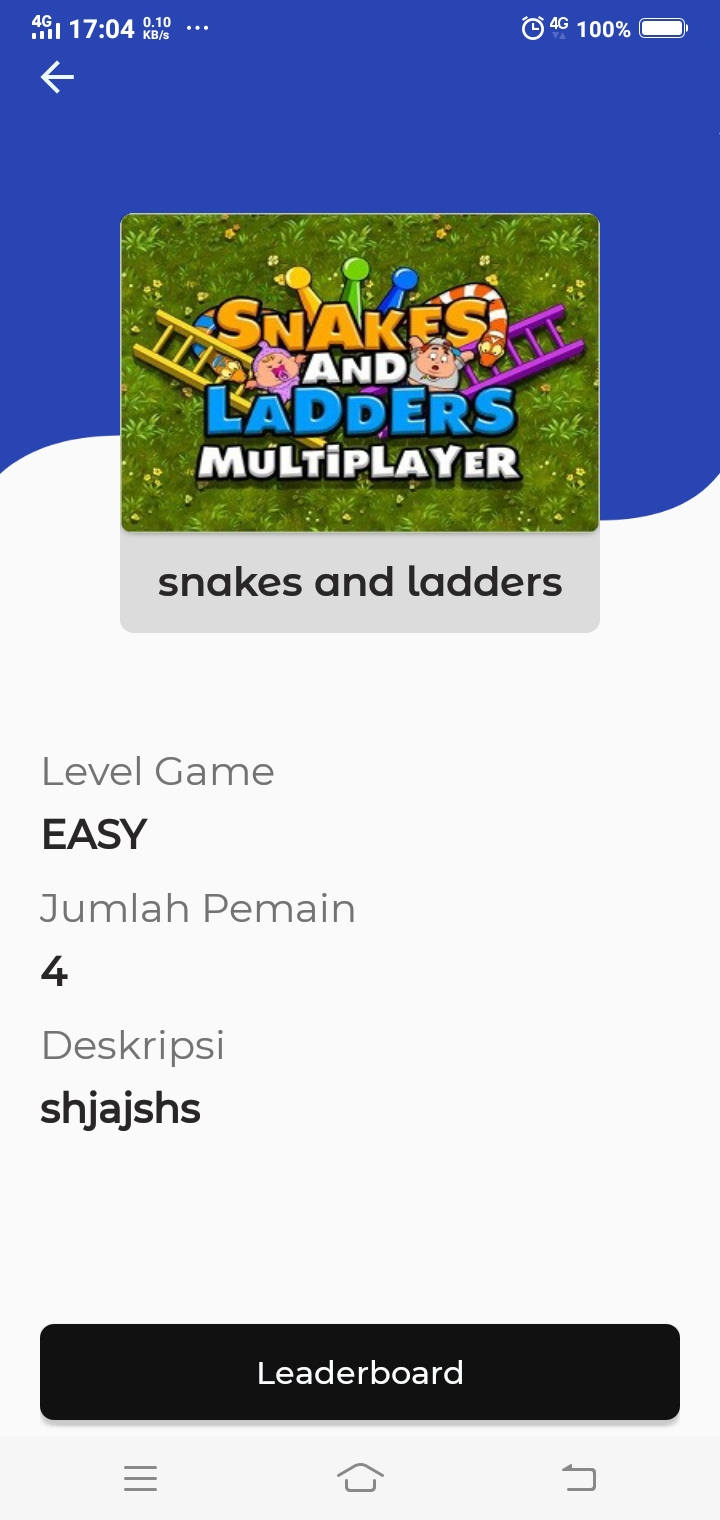 4G 17:04 0.10 KB/s ... 4G 100%
SNAKES
AND
LADDERS
MULTiPLAYER
snakes and ladders
Level Game
EASY
Jumlah Pemain
4
Deskripsi
shjajshs
Leaderboard